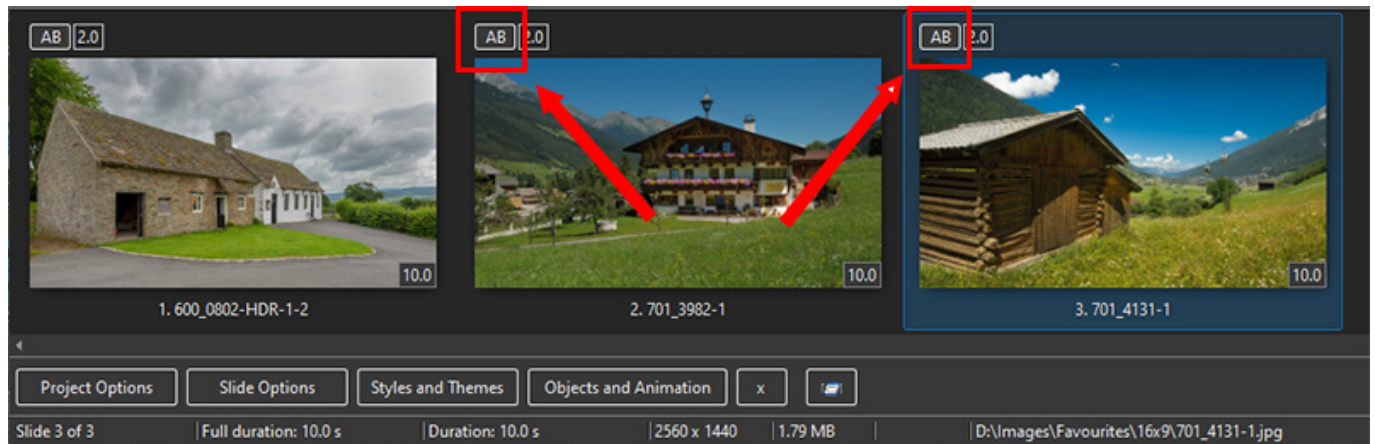 AB 2.0
AB 2.0
AB 2.0
10.0
10.0
10.0
1. 600_0802-HDR-1-2
2. 701_3982-1
3. 701_4131-1
Project Options
Slide Options
Styles and Themes
Objects and Animation
x
Slide 3 of 3
Full duration: 10.0 s
Duration: 10.0 s
2560 x 1440
1.79 MB
D:\Images\Favourites\16x9\701_4131-1.jpg